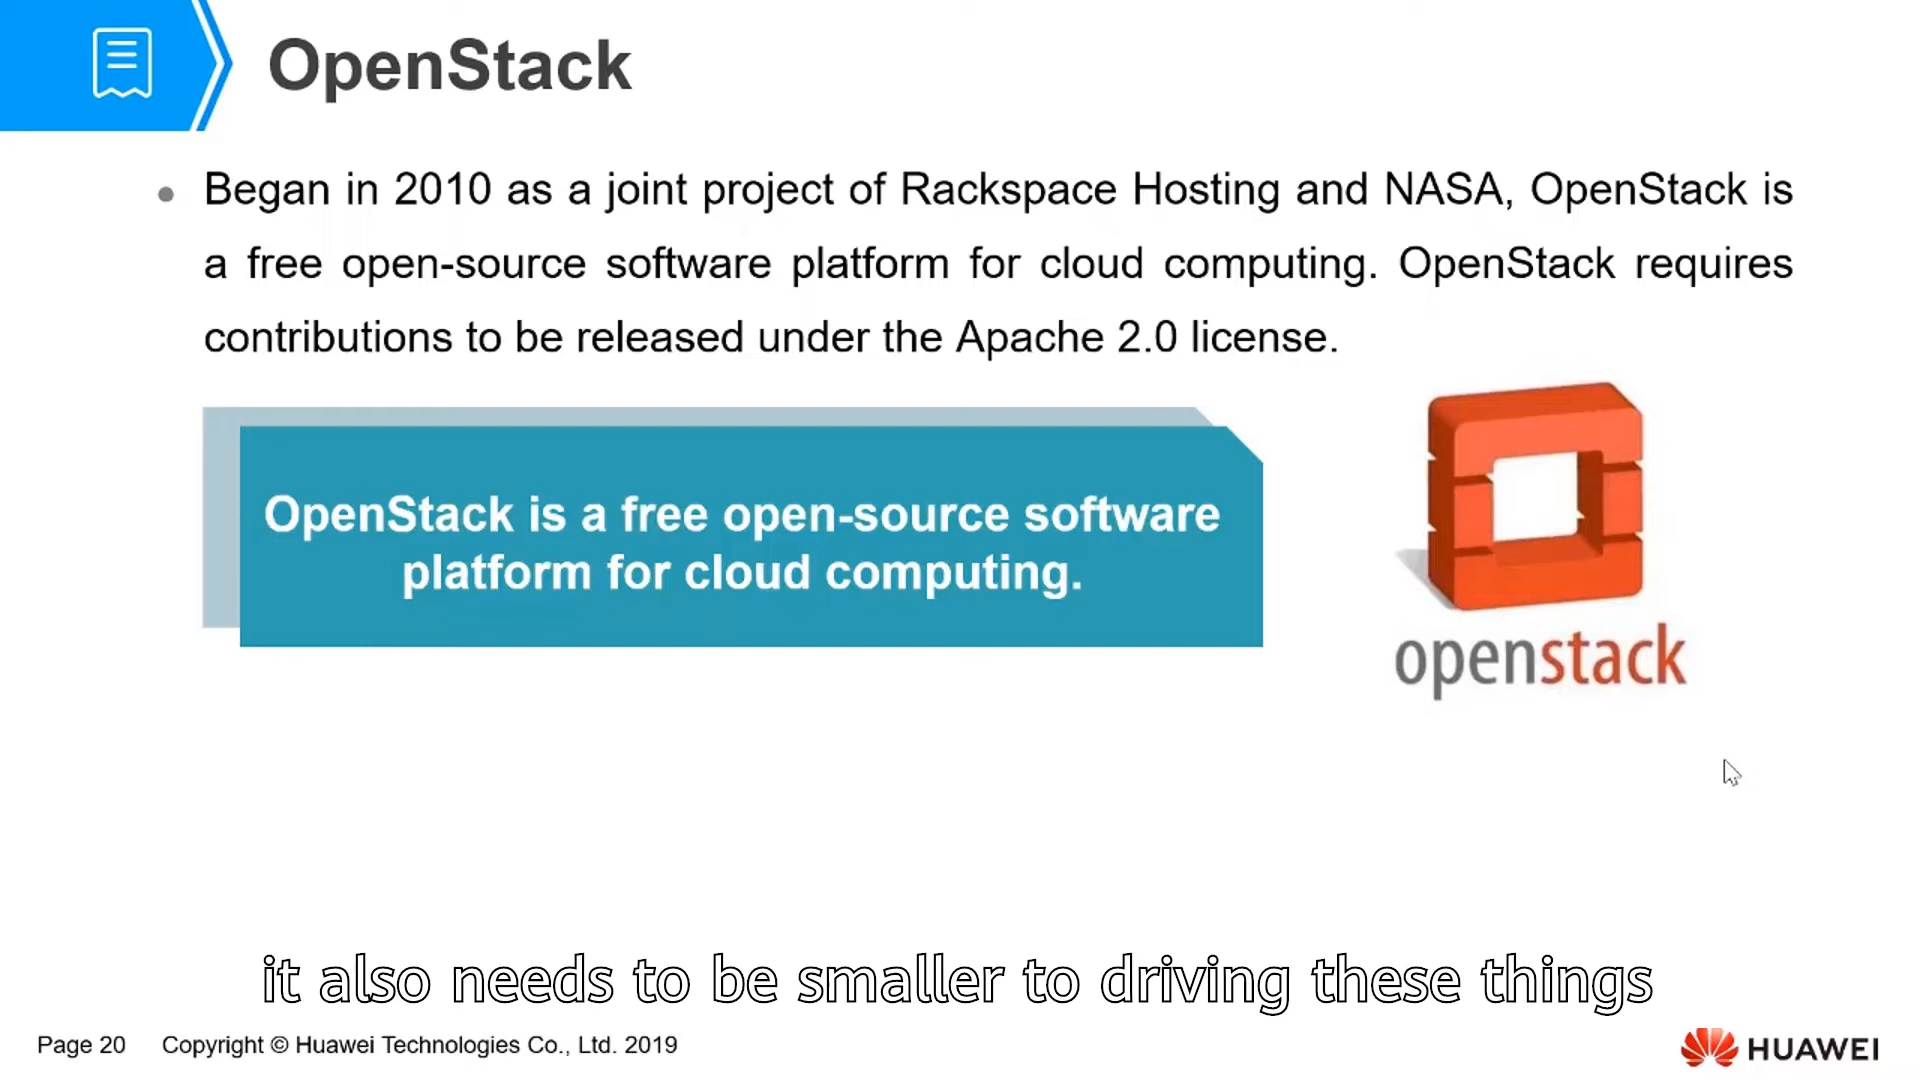 OpenStack
Began in 2010 as a joint project of Rackspace Hosting and NASA, OpenStack is
a free open-source software platform for cloud computing. OpenStack requires
contributions to be released under the Apache 2.0 license.
OpenStack is a free open-source software
platform for cloud computing.
openstack
it also needs to be smaller to driving these things
Page 20 Copyright © Huawei Technologies Co., Ltd. 2019
HUAWEI